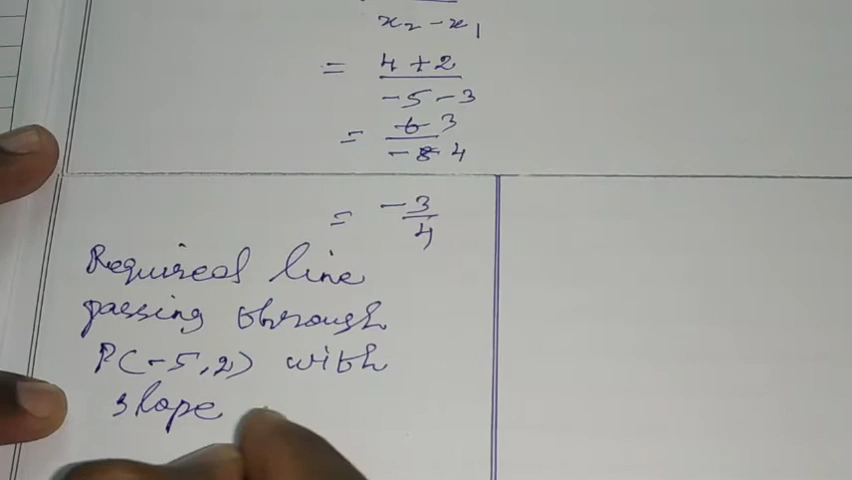 x₂ - x₁
= 4 + 2 / -5 - 3
= 6 3 / -8 4
= -3/4
Required line
passing through
P(-5,2) with
slope